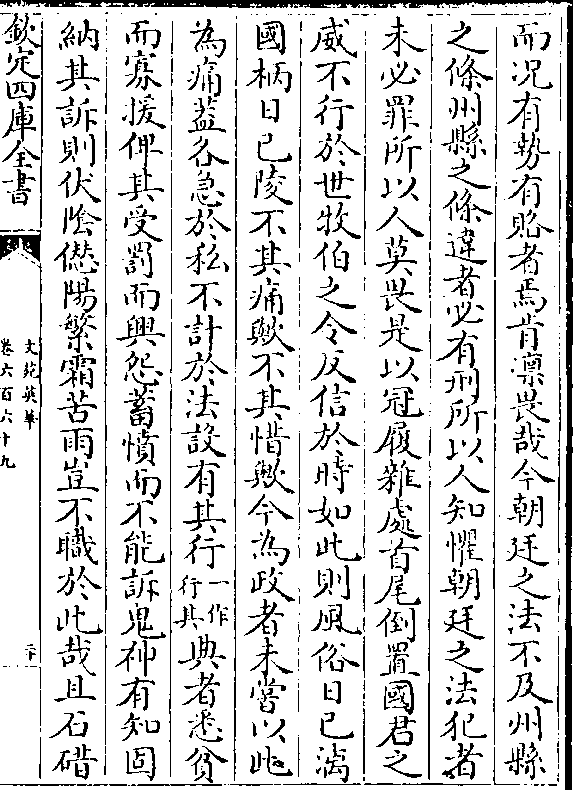 而况有勢有賂者焉肯凛畏哉今朝廷之法不及州縣
之條州縣之條違者必有刑所以人知懼朝廷之法犯者
未必罪所以人莫畏是以冠履雜處首尾倒置國君之
威不行於世牧伯之令反信於時如此則風俗日已漓
國柄日已陵不其痛歟不其惜歟今為政者未嘗以此
為痛蓋各急於私不計於法設有其行一作行其典者悉貧
而寡援俾其受罰而興怨蓄憤而不能訴鬼神有知固
納其訴則伏陰僽陽繁霜苦雨豈不職於此哉且石碏
欽定四庫全書
文苑英華
卷六百六十九
二十